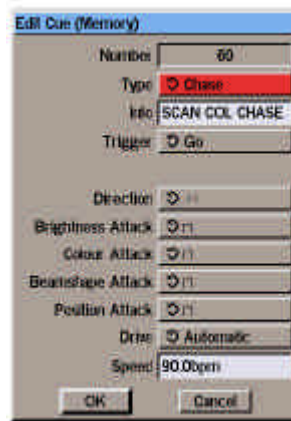 Edit Cue (Memory)
Number 60
Type Chase
Info SCAN COL CHASE
Trigger Go
Direction
Brightness Attack
Colour Attack
Beamshape Attack
Position Attack
Drive Automatic
Speed 90.0bpm
OK Cancel